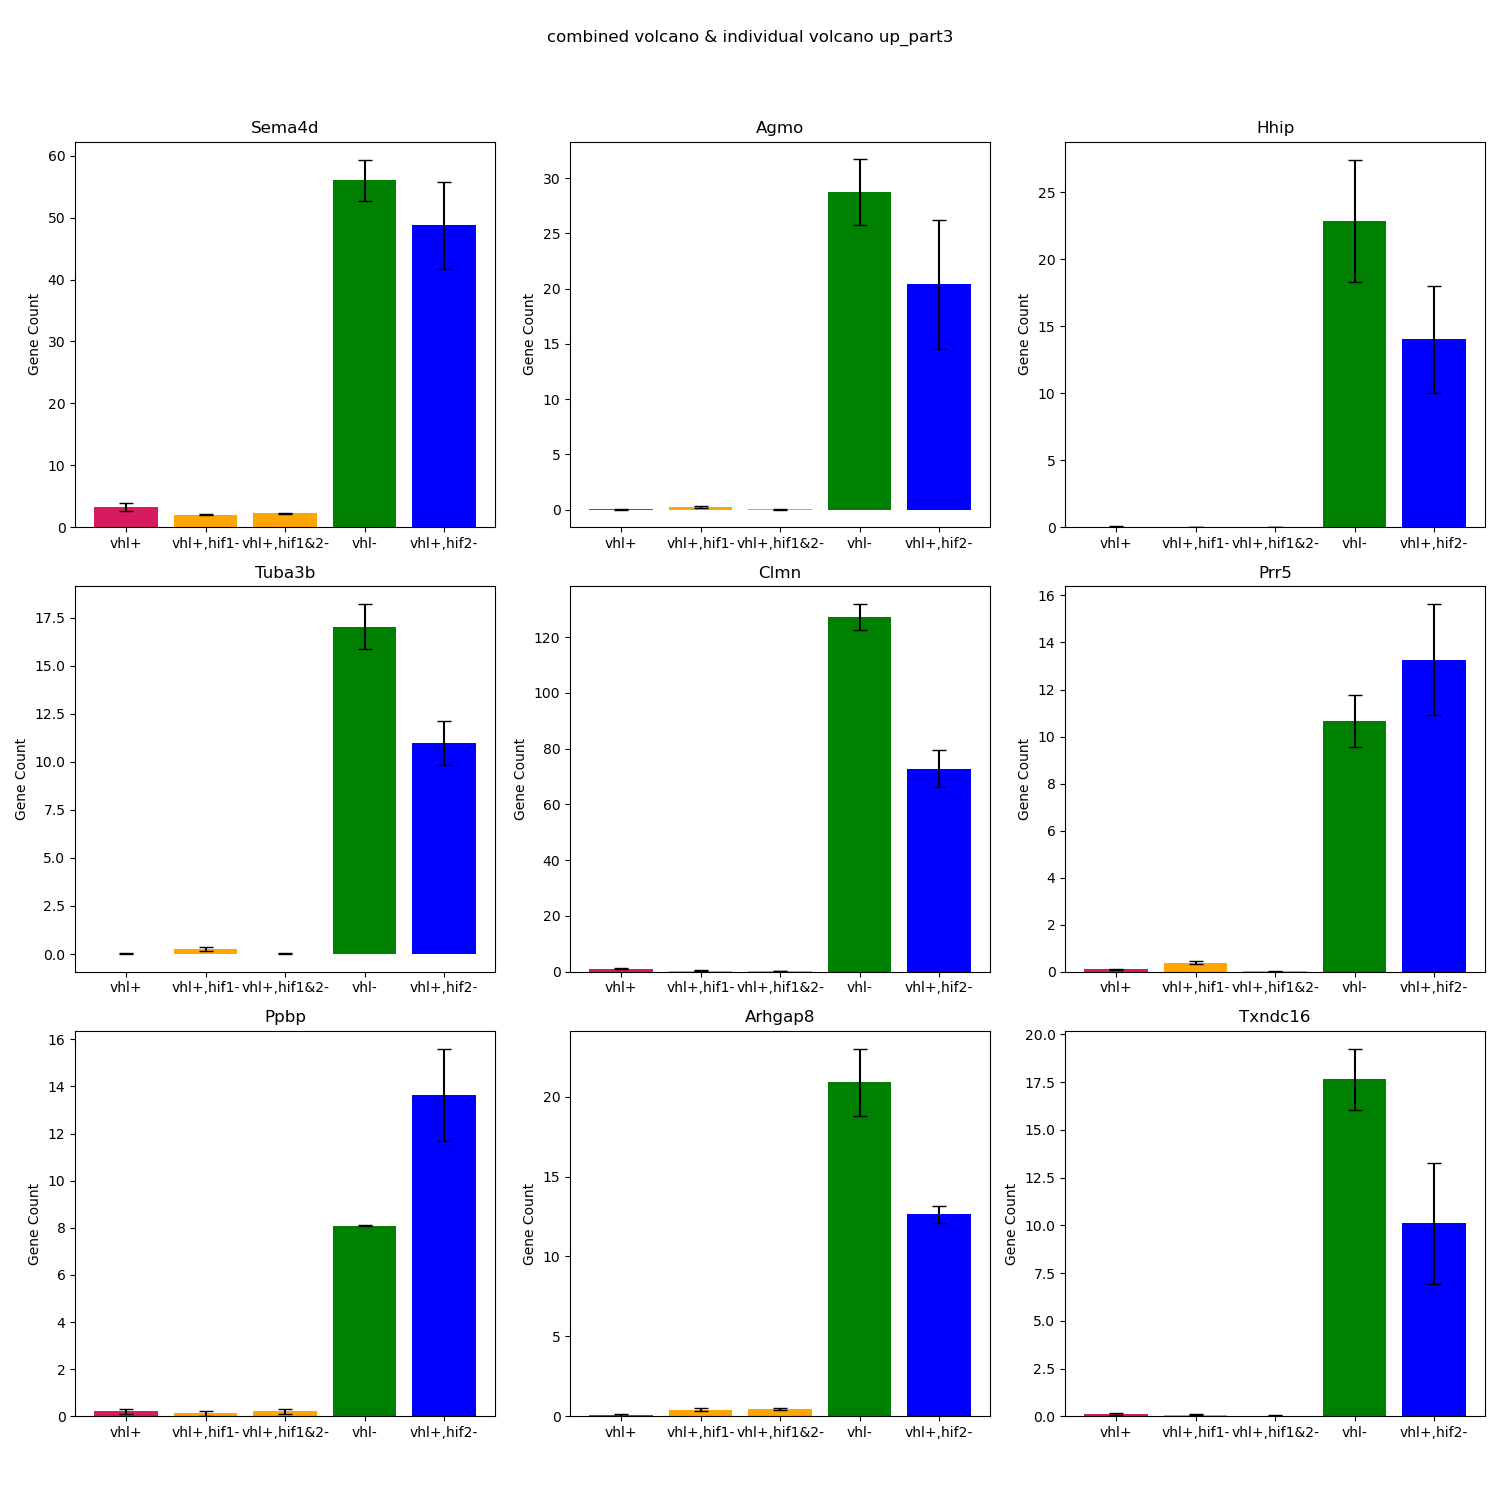 combined volcano & individual volcano up_part3
Sema4d
Gene Count
60
50
40
30
20
10
0
vhl+ vhl+,hif1- vhl+,hif1&2- vhl- vhl+,hif2-
Agmo
Gene Count
30
25
20
15
10
5
0
vhl+ vhl+,hif1- vhl+,hif1&2- vhl- vhl+,hif2-
Hhip
Gene Count
25
20
15
10
5
0
vhl+ vhl+,hif1- vhl+,hif1&2- vhl- vhl+,hif2-
Tuba3b
Gene Count
17.5
15.0
12.5
10.0
7.5
5.0
2.5
0.0
vhl+ vhl+,hif1- vhl+,hif1&2- vhl- vhl+,hif2-
Clmn
Gene Count
120
100
80
60
40
20
0
vhl+ vhl+,hif1- vhl+,hif1&2- vhl- vhl+,hif2-
Prr5
Gene Count
16
14
12
10
8
6
4
2
0
vhl+ vhl+,hif1- vhl+,hif1&2- vhl- vhl+,hif2-
Ppbp
Gene Count
16
14
12
10
8
6
4
2
0
vhl+ vhl+,hif1- vhl+,hif1&2- vhl- vhl+,hif2-
Arhgap8
Gene Count
20
15
10
5
0
vhl+ vhl+,hif1- vhl+,hif1&2- vhl- vhl+,hif2-
Txndc16
Gene Count
20.0
17.5
15.0
12.5
10.0
7.5
5.0
2.5
0.0
vhl+ vhl+,hif1- vhl+,hif1&2- vhl- vhl+,hif2-